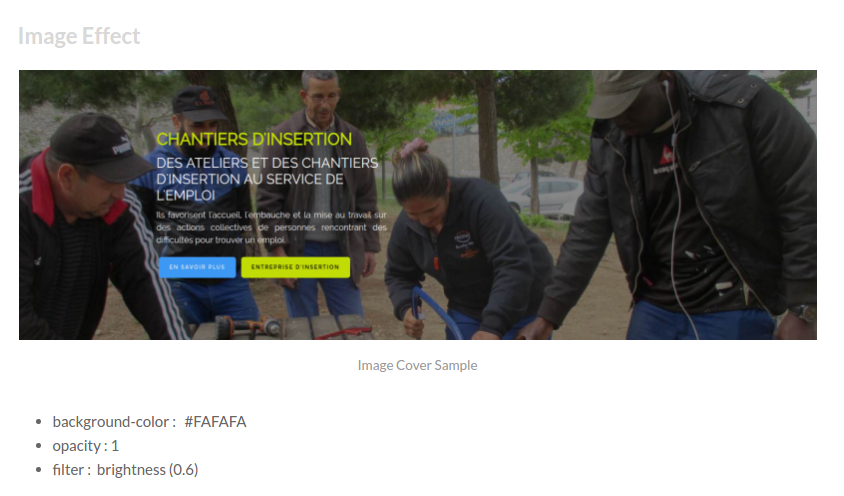 Image Effect
CHANTIERS D'INSERTION
DES ATELIERS ET DES CHANTIERS
D'INSERTION AU SERVICE DE
L'EMPLOI
Ils favorisent l'accueil, l'embauche et la mise au travail sur
des actions collectives de personnes rencontrant des
difficultés pour trouver un emploi.
EN SAVOIR PLUS
ENTREPRISE D'INSERTION
Image Cover Sample
background-color : #FAFAFA
opacity : 1
filter : brightness (0.6)